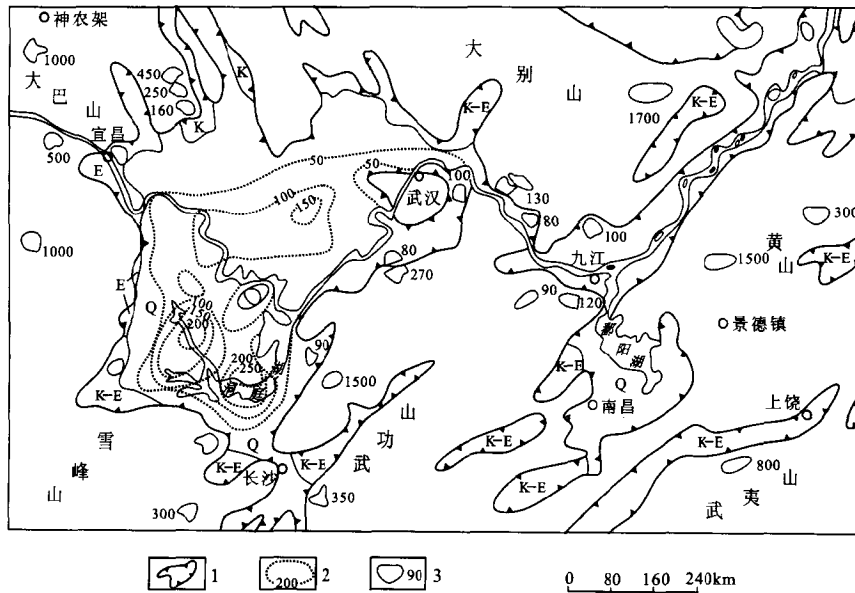 神农架
大
1000
大
巴
山
450
250
160
K
K
别
山
K-E
K-E
1700
宜昌
500
E
50
50
100
武汉
100
150
130
80
100
300
1000
黄
山
1500
K-E
九江
80
270
90
120
E
Q
100
150
200
景德镇
鄱
阳
湖
200
250
洞
庭
湖
90
1500
K-E
K-E
Q
南昌
上饶
雪
峰
山
Q
K-E
K-E
长沙
山
功
武
K-E
K-E
K-E
800
300
350
武
夷
山
1
200
2
90
3
0 80 160 240km